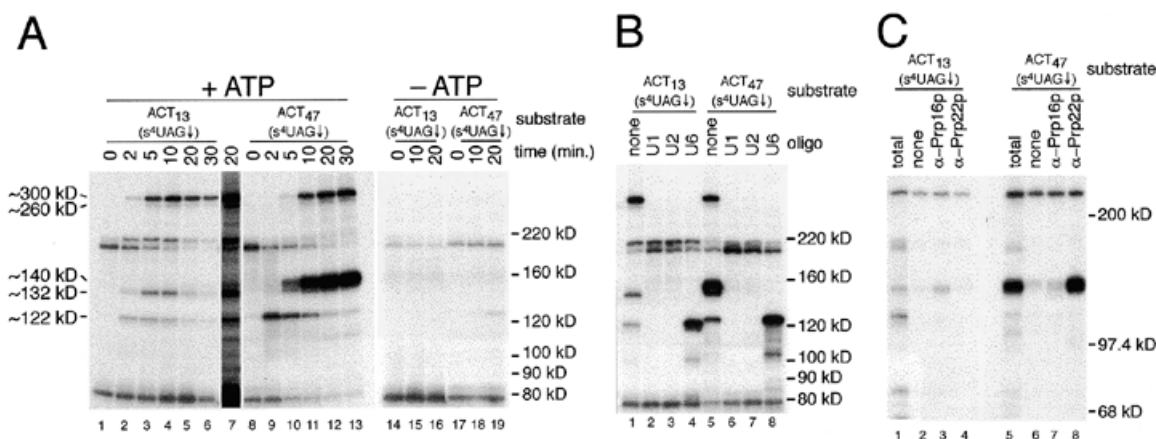 A
+ ATP
– ATP
ACT13
(s⁴UAG↓)
ACT47
(s⁴UAG↓)
ACT13
(s⁴UAG↓)
ACT47
(s⁴UAG↓)
substrate
0 2 5 10 20 30 20 0 2 5 10 20 30 0 10 20 0 10 20 time (min.)
~300 kD
~260 kD
~140 kD
~132 kD
~122 kD
220 kD
160 kD
120 kD
100 kD
90 kD
80 kD
1 2 3 4 5 6 7 8 9 10 11 12 13 14 15 16 17 18 19
B
ACT13
(s⁴UAG↓)
ACT47
(s⁴UAG↓)
substrate
none U1 U2 U6 none U1 U2 U6 oligo
220 kD
160 kD
120 kD
100 kD
90 kD
80 kD
1 2 3 4 5 6 7 8
C
ACT13
(s⁴UAG↓)
ACT47
(s⁴UAG↓)
substrate
total none α–Prp16p α–Prp22p total none α–Prp16p α–Prp22p
200 kD
97.4 kD
68 kD
1 2 3 4 5 6 7 8